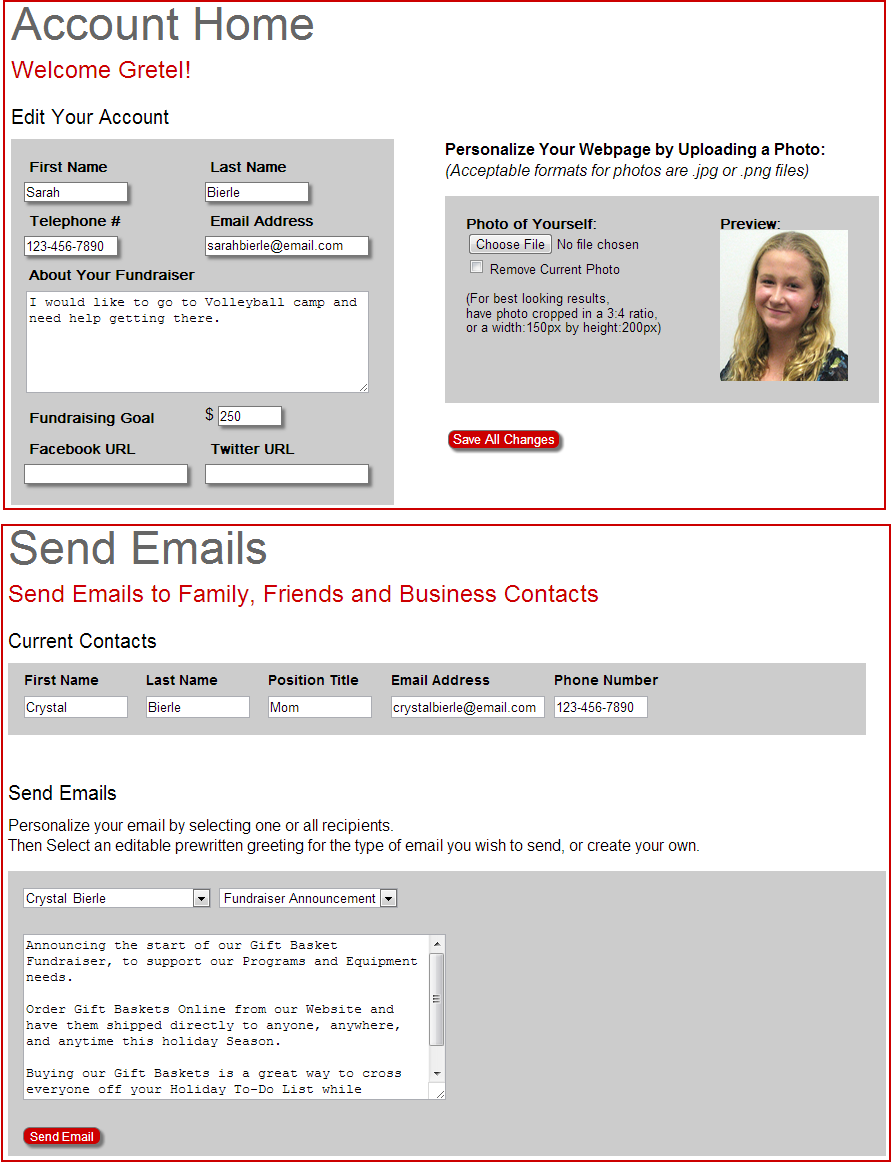 Account Home
Welcome Gretel!
Edit Your Account
First Name Last Name
Sarah Bierle
Telephone # Email Address
123-456-7890 sarahbierle@email.com
About Your Fundraiser
I would like to go to Volleyball camp and
need help getting there.
Fundraising Goal $ 250
Facebook URL Twitter URL
Personalize Your Webpage by Uploading a Photo:
(Acceptable formats for photos are .jpg or .png files)
Photo of Yourself: Preview:
Choose File No file chosen
Remove Current Photo
(For best looking results,
have photo cropped in a 3:4 ratio,
or a width:150px by height:200px)
Save All Changes
Send Emails
Send Emails to Family, Friends and Business Contacts
Current Contacts
First Name Last Name Position Title Email Address Phone Number
Crystal Bierle Mom crystalbierle@email.com 123-456-7890
Send Emails
Personalize your email by selecting one or all recipients.
Then Select an editable prewritten greeting for the type of email you wish to send, or create your own.
Crystal Bierle Fundraiser Announcement
Announcing the start of our Gift Basket
Fundraiser, to support our Programs and Equipment
needs.
Order Gift Baskets Online from our Website and
have them shipped directly to anyone, anywhere,
and anytime this holiday Season.
Buying our Gift Baskets is a great way to cross
everyone off your Holiday To-Do List while
Send Email